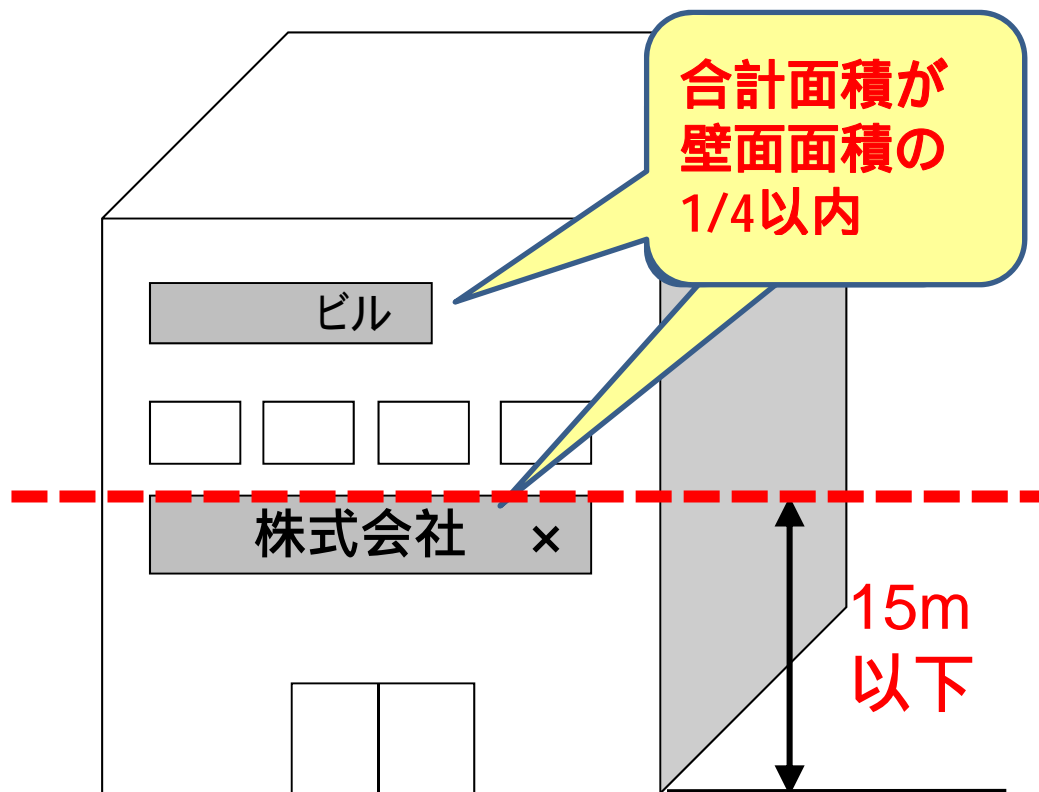 合計面積が
壁面面積の
1/4以内
ビル
株式会社 ×
15m
以下